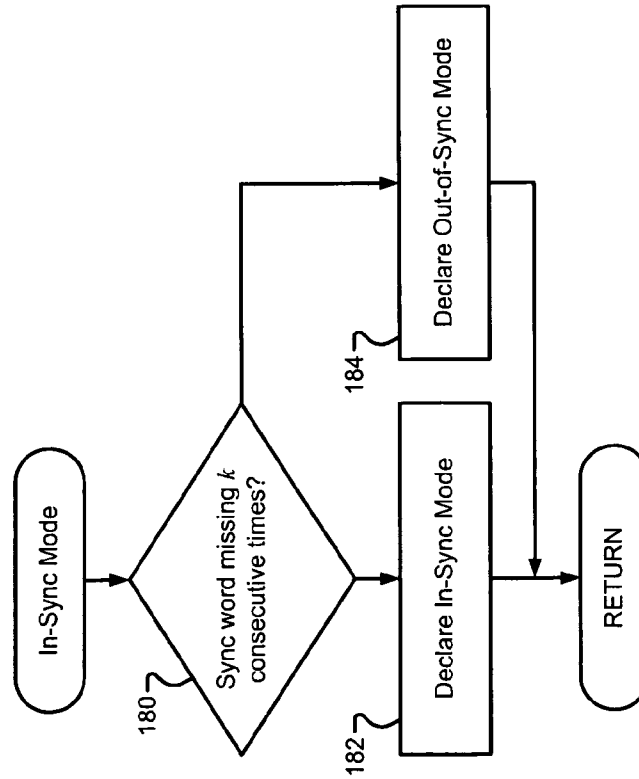 In-Sync Mode
180
Sync word missing k
consecutive times?
182
Declare In-Sync Mode
184
Declare Out-of-Sync Mode
RETURN